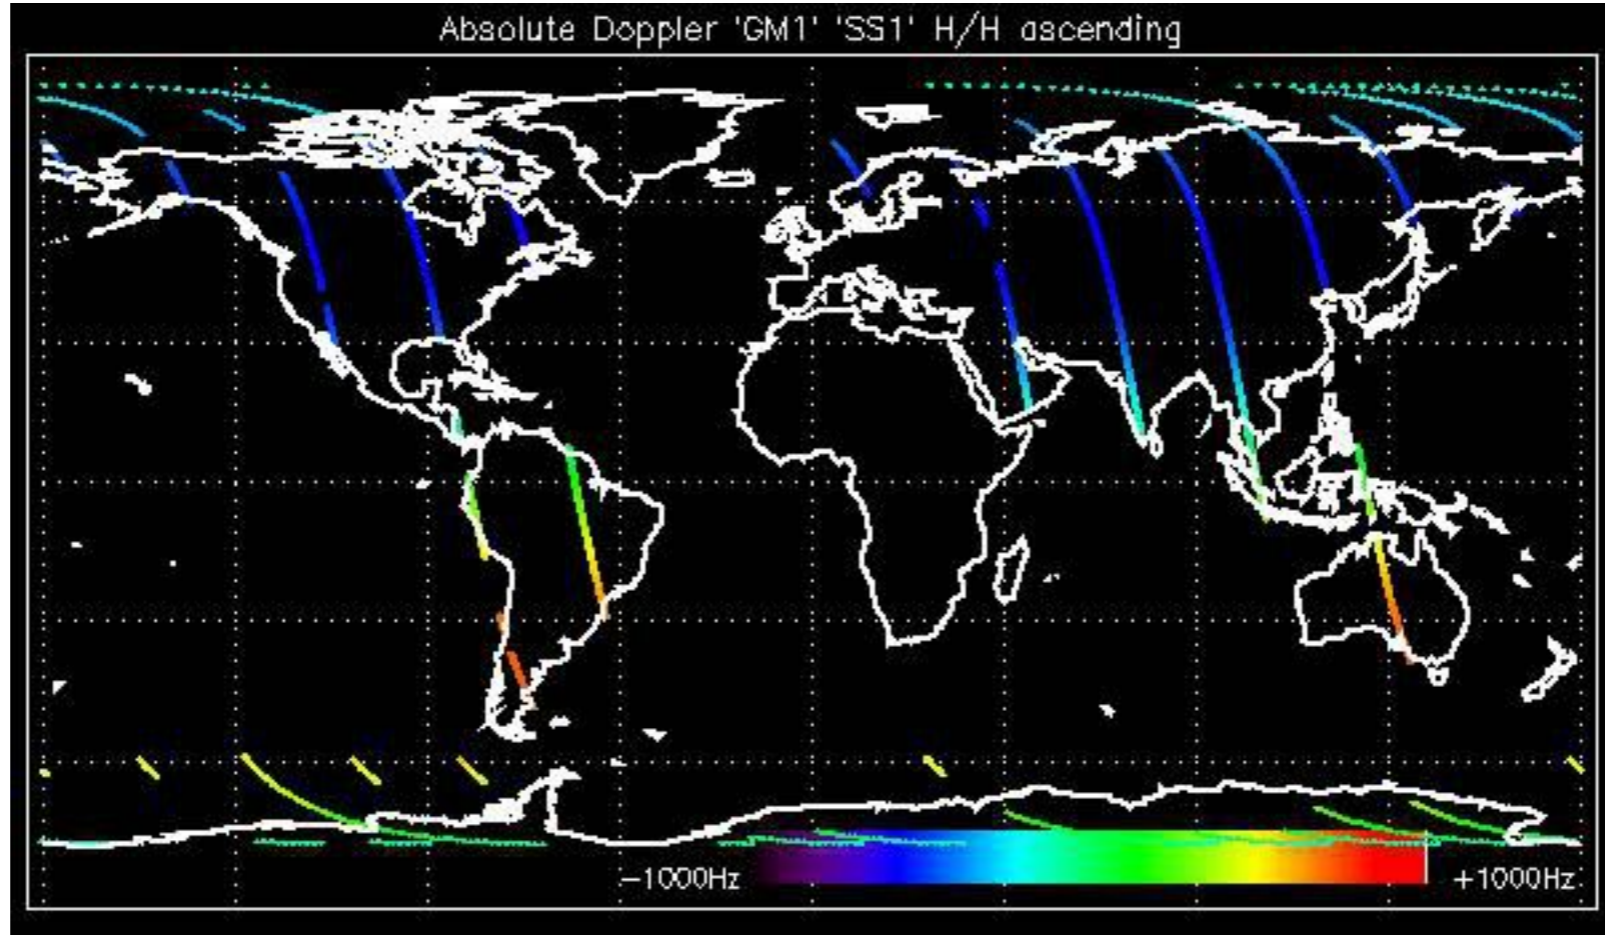 Absolute Doppler 'GM1' 'SS1' H/H ascending
−1000Hz
+1000Hz